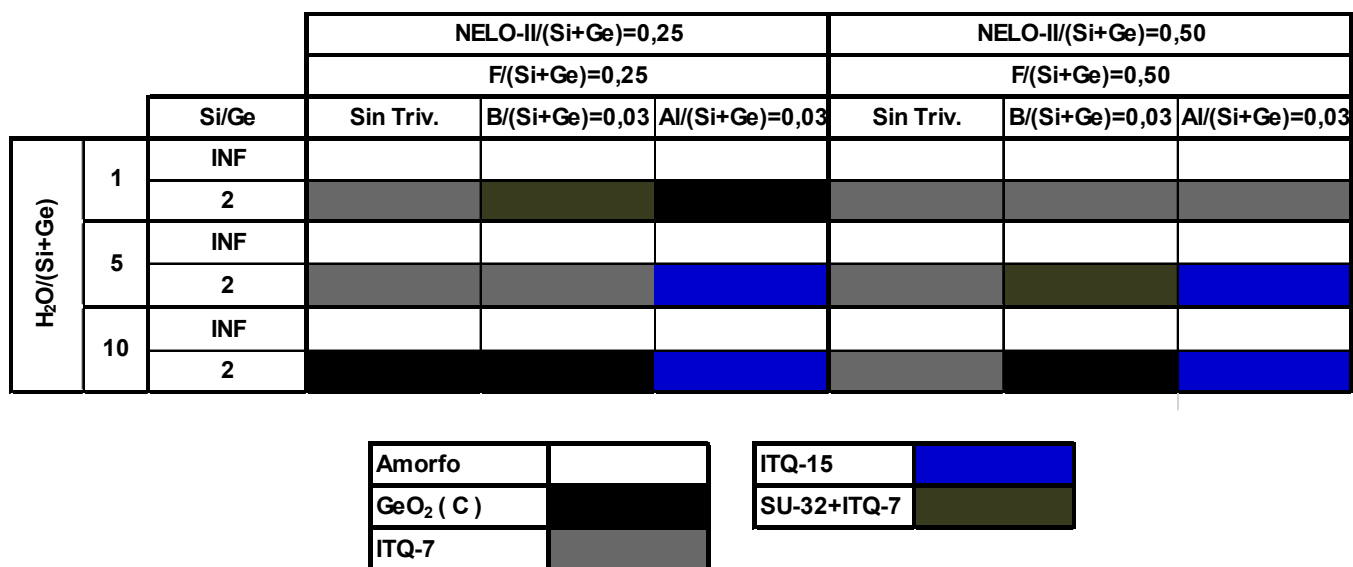 NELO-II/(Si+Ge)=0,25 NELO-II/(Si+Ge)=0,50
F/(Si+Ge)=0,25 F/(Si+Ge)=0,50
Si/Ge Sin Triv. B/(Si+Ge)=0,03 Al/(Si+Ge)=0,03 Sin Triv. B/(Si+Ge)=0,03 Al/(Si+Ge)=0,03
H₂O/(Si+Ge)
1
INF
2
5
INF
2
10
INF
2
Amorfo
GeO₂ ( C )
ITQ-7
ITQ-15
SU-32+ITQ-7